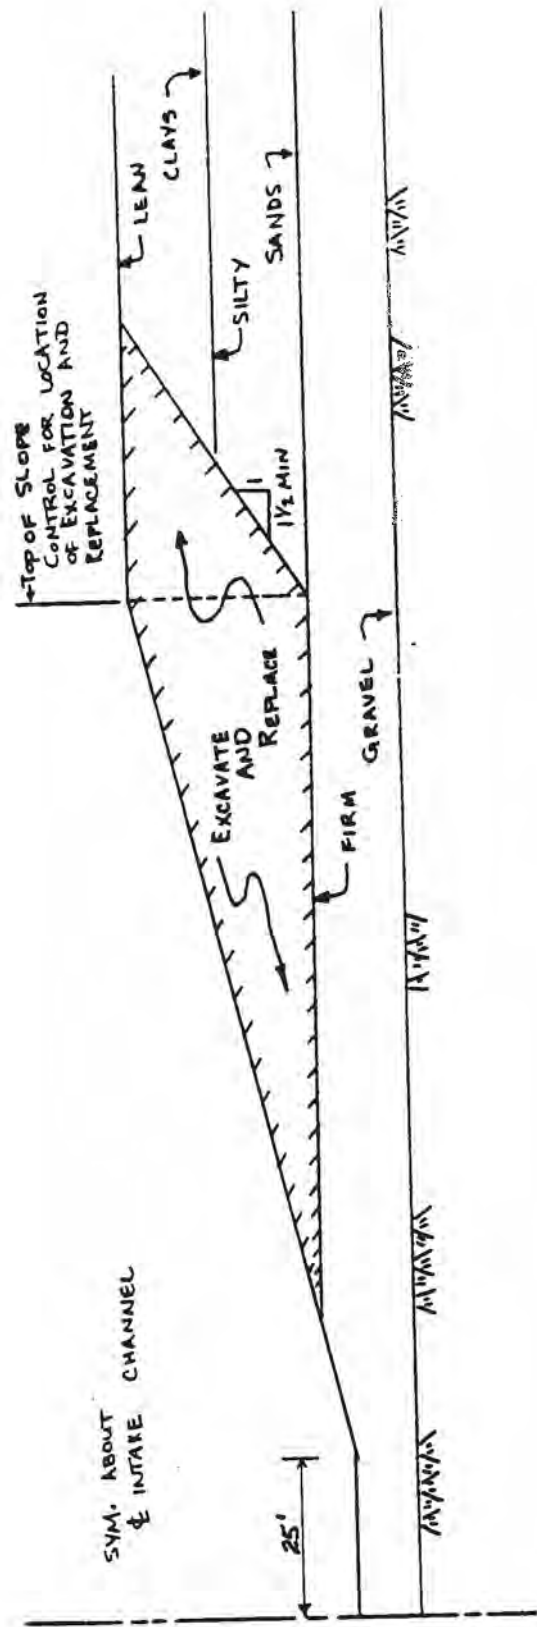 SYM. ABOUT
℄ INTAKE CHANNEL
25'
←TOP OF SLOPE
CONTROL FOR LOCATION
OF EXCAVATION AND
REPLACEMENT
EXCAVATE
AND
REPLACE
1
1½ MIN
LEAN
CLAYS
SILTY
SANDS
FIRM
GRAVEL